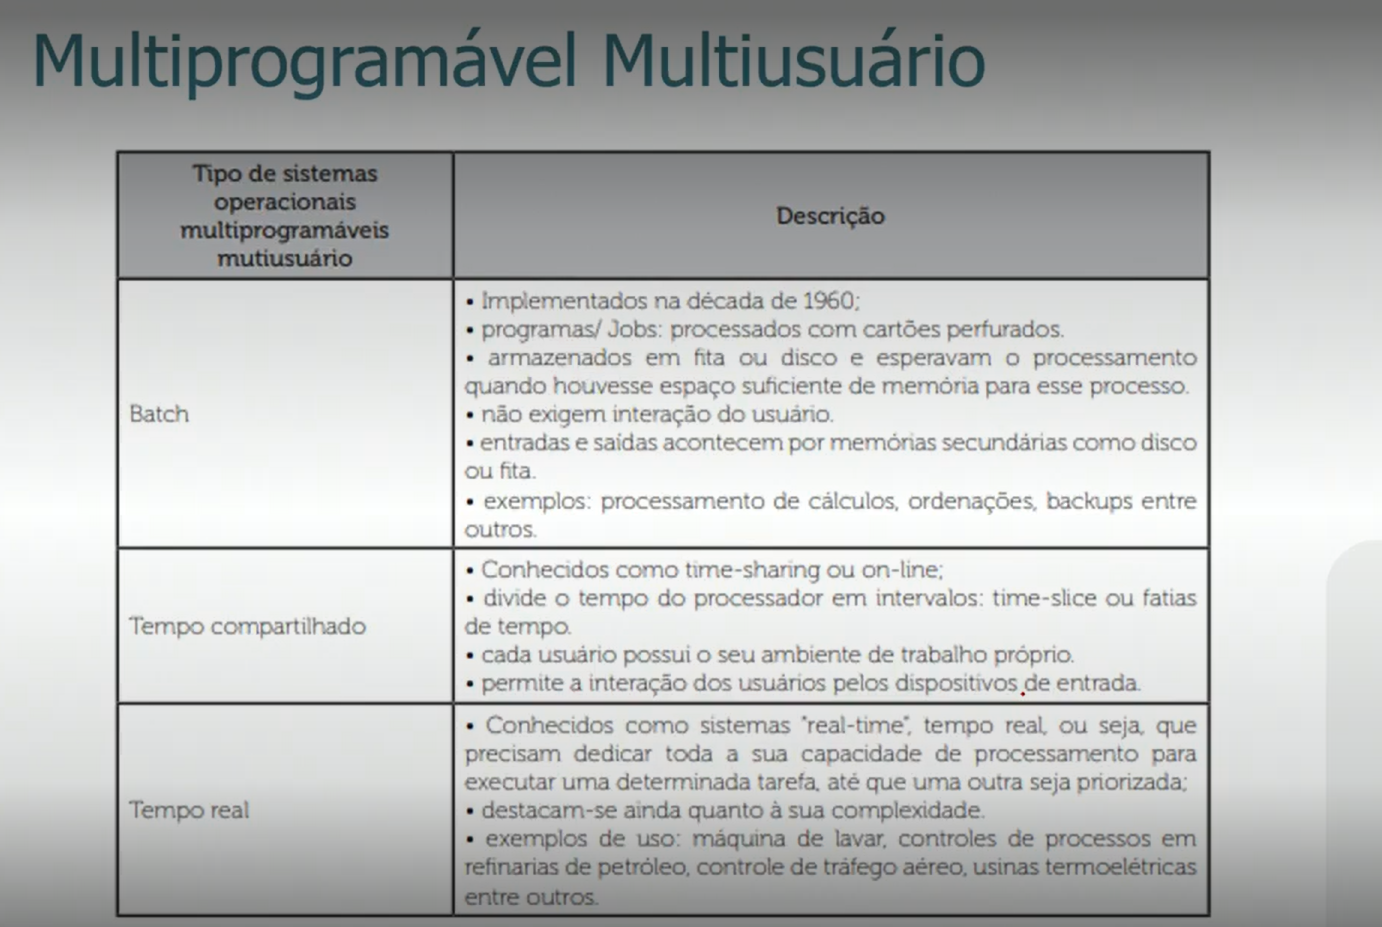 Multiprogramável Multiusuário
Tipo de sistemas
operacionais
multiprogramáveis
mutiusuário
Descrição
Batch
• Implementados na década de 1960;
• programas/ Jobs: processados com cartões perfurados.
• armazenados em fita ou disco e esperavam o processamento
quando houvesse espaço suficiente de memória para esse processo.
• não exigem interação do usuário.
• entradas e saídas acontecem por memórias secundárias como disco
ou fita.
• exemplos: processamento de cálculos, ordenações, backups entre
outros.
Tempo compartilhado
• Conhecidos como time-sharing ou on-line;
• divide o tempo do processador em intervalos: time-slice ou fatias
de tempo.
• cada usuário possui o seu ambiente de trabalho próprio.
• permite a interação dos usuários pelos dispositivos de entrada.
Tempo real
• Conhecidos como sistemas "real-time", tempo real, ou seja, que
precisam dedicar toda a sua capacidade de processamento para
executar uma determinada tarefa, até que uma outra seja priorizada;
• destacam-se ainda quanto à sua complexidade.
• exemplos de uso: máquina de lavar, controles de processos em
refinarias de petróleo, controle de tráfego aéreo, usinas termoelétricas
entre outros.